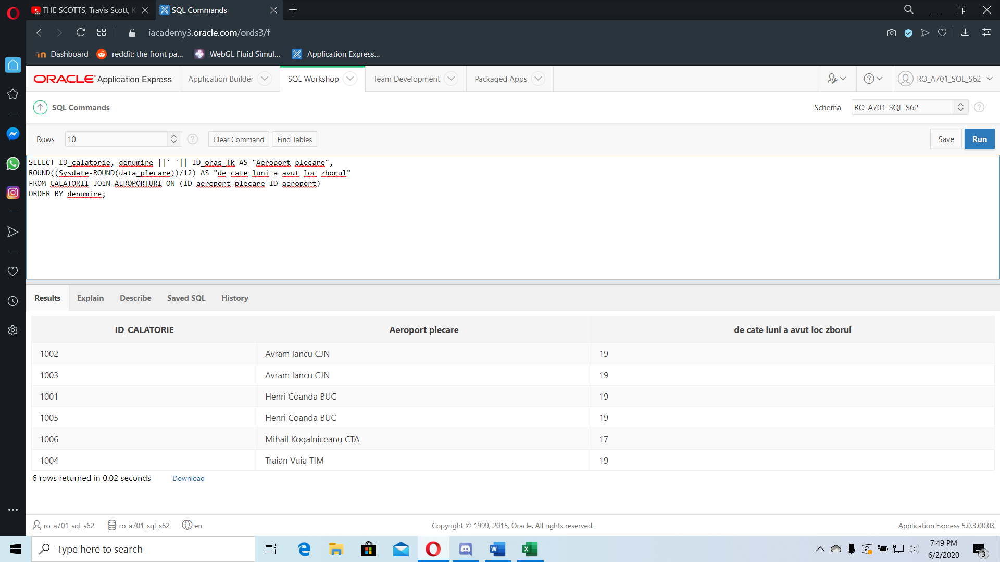 THE SCOTTS, Travis Scott, K
SQL Commands
iacademy3.oracle.com/ords3/f
Dashboard
reddit: the front pa...
WebGL Fluid Simul...
Application Express...
ORACLE Application Express
Application Builder
SQL Workshop
Team Development
Packaged Apps
RO_A701_SQL_S62
SQL Commands
Schema
RO_A701_SQL_S62
Rows
10
Clear Command
Find Tables
Save
Run
SELECT ID_calatorie, denumire ||' '|| ID_oras_fk AS "Aeroport plecare",
ROUND((Sysdate-ROUND(data_plecare))/12) AS "de cate luni a avut loc zborul"
FROM CALATORII JOIN AEROPORTURI ON (ID_aeroport_plecare=ID_aeroport)
ORDER BY denumire;
Results
Explain
Describe
Saved SQL
History
ID_CALATORIE
Aeroport plecare
de cate luni a avut loc zborul
1002
Avram Iancu CJN
19
1003
Avram Iancu CJN
19
1001
Henri Coanda BUC
19
1005
Henri Coanda BUC
19
1006
Mihail Kogalniceanu CTA
17
1004
Traian Vuia TIM
19
6 rows returned in 0.02 seconds
Download
ro_a701_sql_s62
ro_a701_sql_s62
en
Copyright © 1999, 2015, Oracle. All rights reserved.
Application Express 5.0.3.00.03
Type here to search
7:49 PM
6/2/2020
3